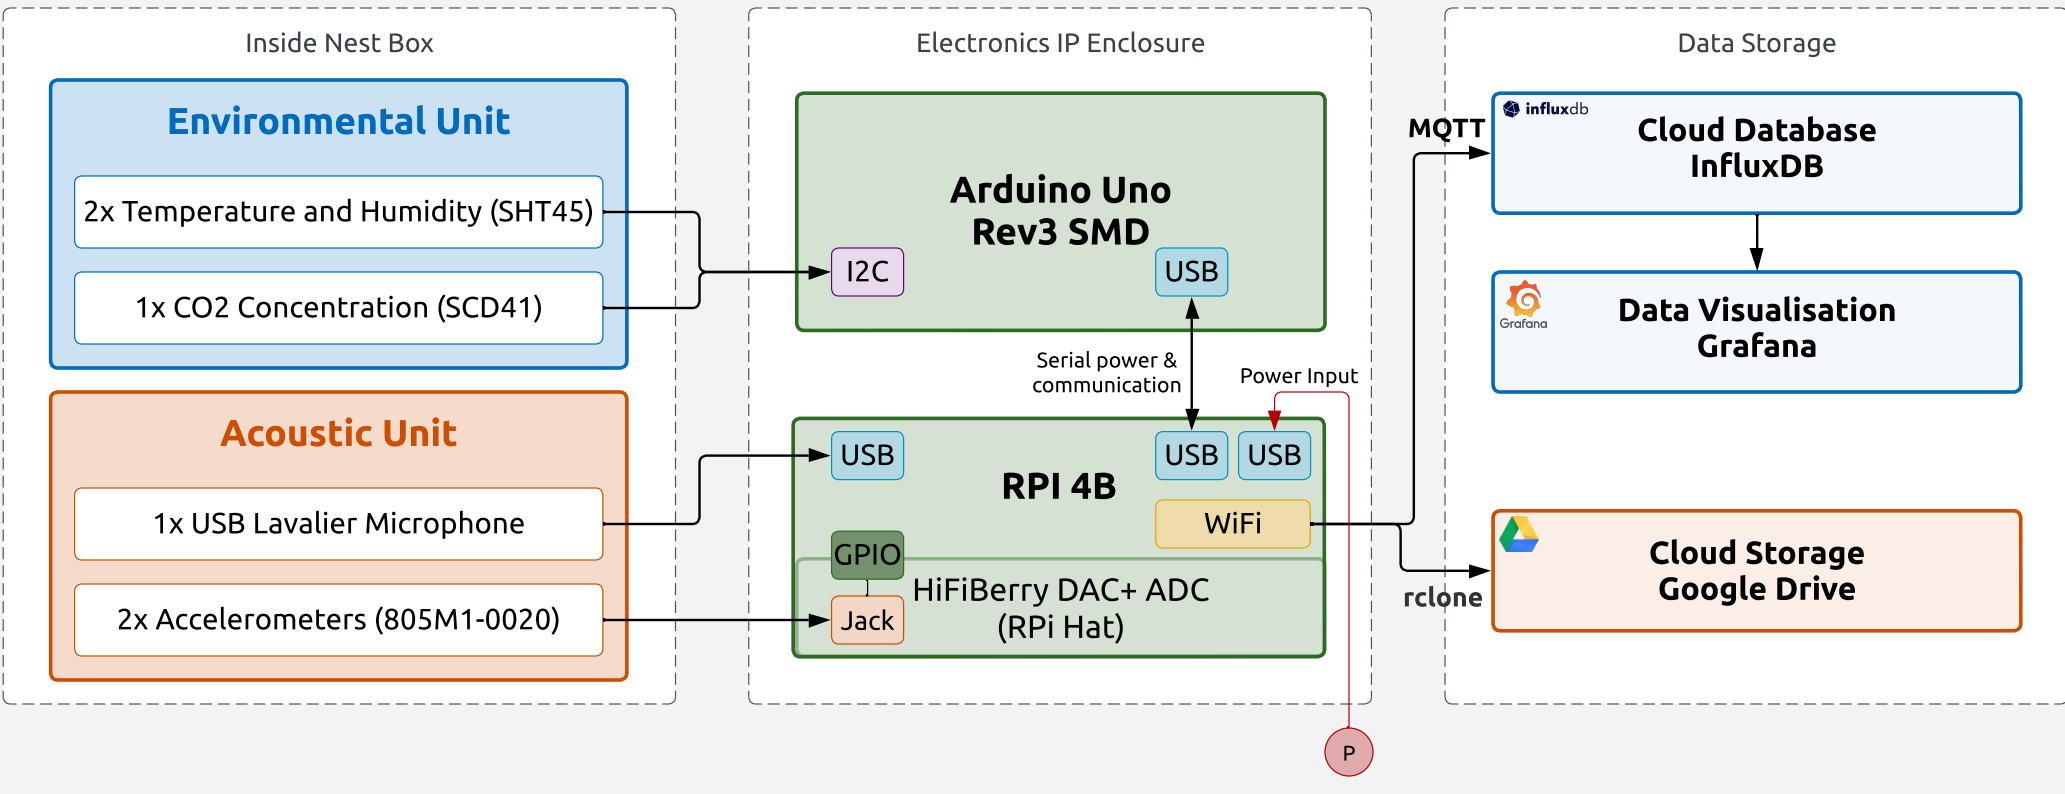 Inside Nest Box
Environmental Unit
2x Temperature and Humidity (SHT45)
1x CO2 Concentration (SCD41)
Acoustic Unit
1x USB Lavalier Microphone
2x Accelerometers (805M1-0020)
Electronics IP Enclosure
Arduino Uno
Rev3 SMD
I2C
USB
Serial power &
communication
Power Input
USB
USB
USB
RPI 4B
WiFi
GPIO
HiFiBerry DAC+ ADC
(RPi Hat)
Jack
P
MQTT
rclone
Data Storage
influxdb
Cloud Database
InfluxDB
Grafana
Data Visualisation
Grafana
Cloud Storage
Google Drive